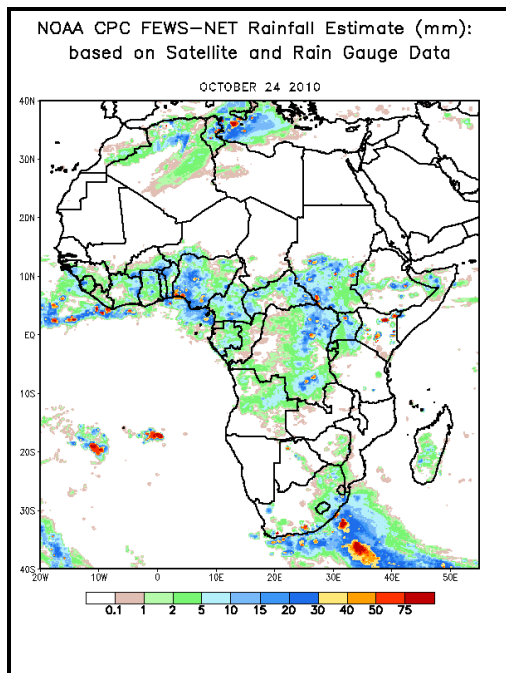 NOAA CPC FEWS-NET Rainfall Estimate (mm):
based on Satellite and Rain Gauge Data
OCTOBER 24 2010
40N
30N
20N
10N
EQ
10S
20S
30S
40S
20W 10W 0 10E 20E 30E 40E 50E
0.1 1 2 5 10 15 20 30 40 50 75